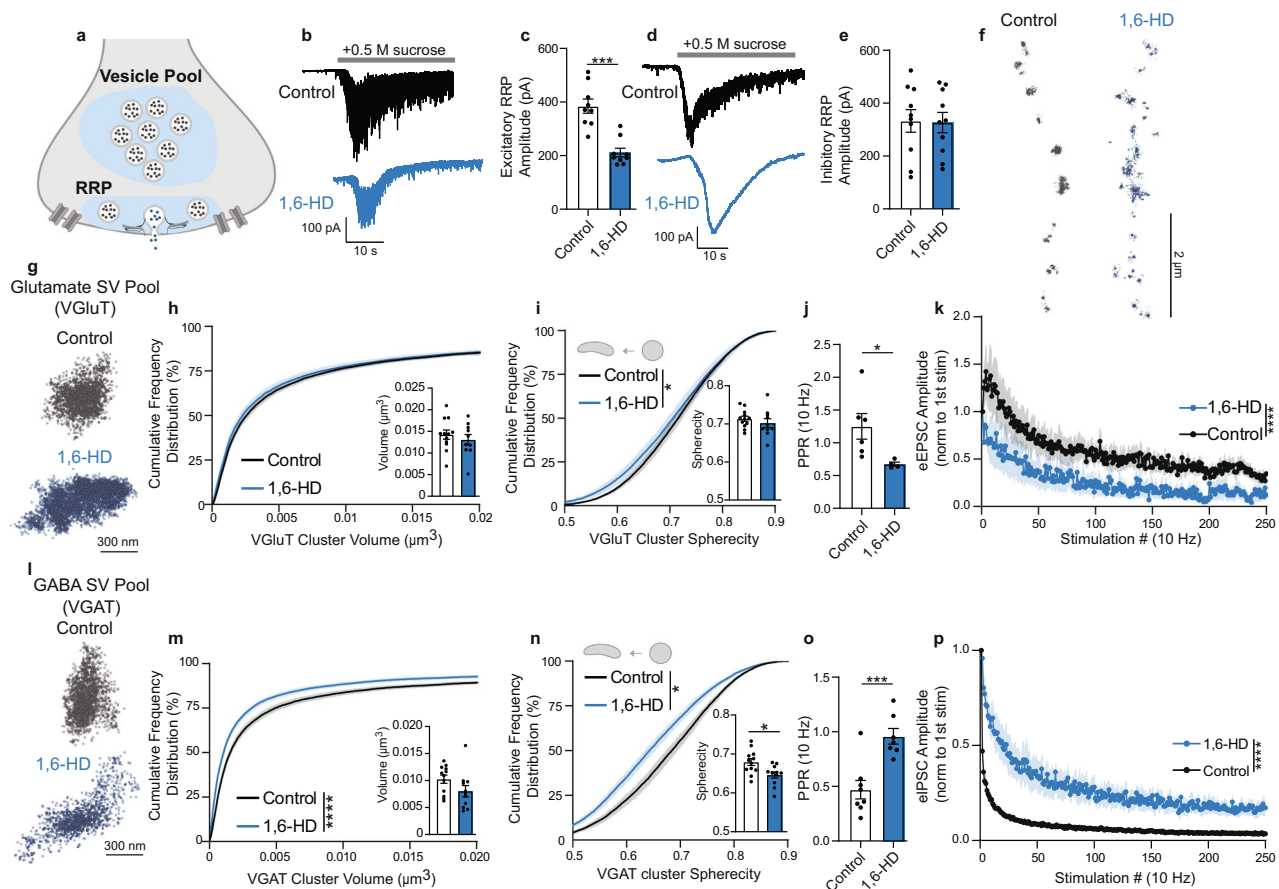 a
Vesicle Pool
RRP
b
+0.5 M sucrose
Control
1,6-HD
100 pA
10 s
c
***
Excitatory RRP
Amplitude (pA)
600
400
200
0
Control
1,6-HD
d
+0.5 M sucrose
Control
1,6-HD
100 pA
10 s
e
Inibitory RRP
Amplitude (pA)
600
400
200
0
Control
1,6-HD
f
Control
1,6-HD
2 µm
g
Glutamate SV Pool
(VGluT)
Control
1,6-HD
300 nm
h
Cumulative Frequency
Distribution (%)
100
75
50
25
0
0
0.005
0.01
0.015
0.02
VGluT Cluster Volume (µm³)
Control
1,6-HD
Volume (µm³)
0.025
0.020
0.015
0.010
0.005
0.000
i
Cumulative Frequency
Distribution (%)
100
75
50
25
0
0.5
0.6
0.7
0.8
0.9
VGluT Cluster Spherecity
Control
1,6-HD
*
Spherecity
0.8
0.7
0.6
0.5
j
*
PPR (10 Hz)
2.5
2.0
1.5
1.0
0.5
0.0
Control
1,6-HD
k
eEPSC Amplitude
(norm to 1st stim)
2.0
1.5
1.0
0.5
0.0
0
50
100
150
200
250
Stimulation # (10 Hz)
1,6-HD
Control
****
l
GABA SV Pool
(VGAT)
Control
1,6-HD
300 nm
m
Cumulative Frequency
Distribution (%)
100
75
50
25
0
0
0.005
0.010
0.015
0.020
VGAT Cluster Volume (µm³)
Control
1,6-HD
****
Volume (µm³)
0.020
0.015
0.010
0.005
0.000
n
Cumulative Frequency
Distribution (%)
100
75
50
25
0
0.5
0.6
0.7
0.8
0.9
VGAT cluster Spherecity
Control
1,6-HD
*
*
Spherecity
0.8
0.7
0.6
0.5
o
***
PPR (10 Hz)
1.5
1.0
0.5
0.0
Control
1,6-HD
p
eIPSC Amplitude
(norm to 1st stim)
1.0
0.5
0.0
0
50
100
150
200
250
Stimulation # (10 Hz)
1,6-HD
Control
****